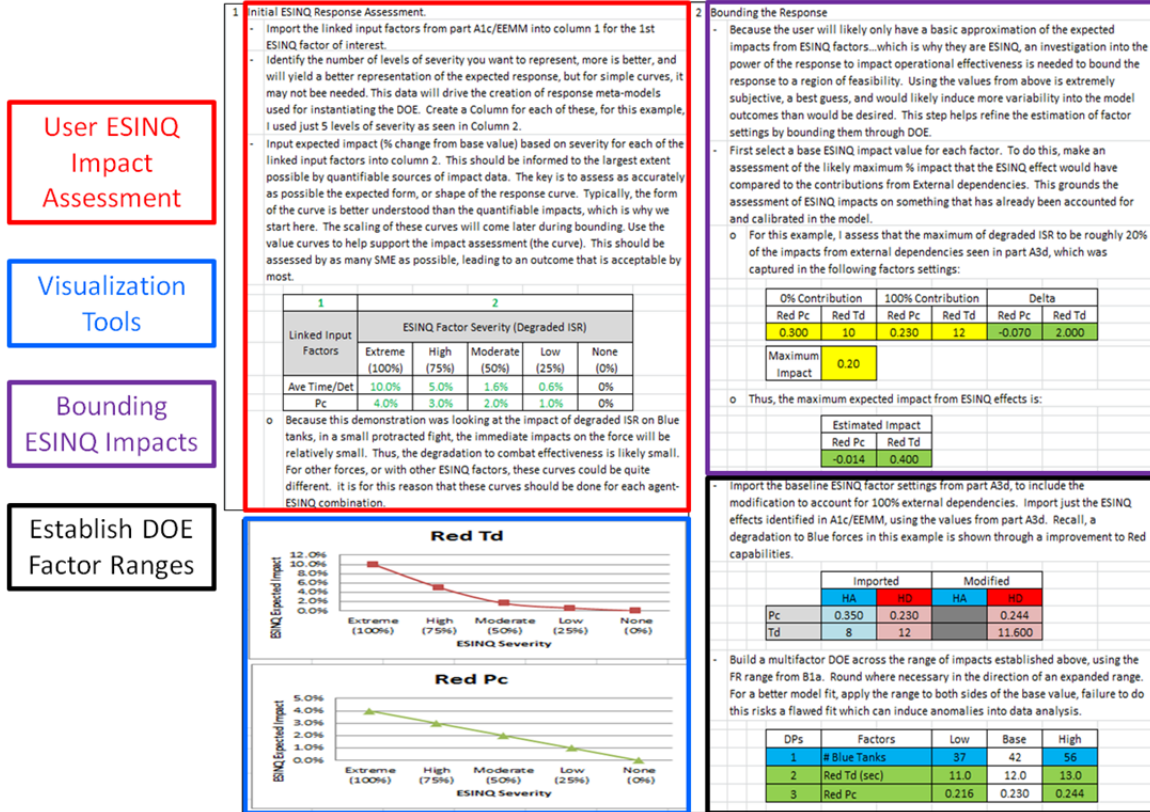 User ESINQ
Impact
Assessment
Visualization
Tools
Bounding
ESINQ Impacts
Establish DOE
Factor Ranges
1 Initial ESINQ Response Assessment.
- Import the linked input factors from part A1c/EEMM into column 1 for the 1st
ESINQ factor of interest.
- Identify the number of levels of severity you want to represent, more is better, and
will yield a better representation of the expected response, but for simple curves, it
may not bee needed. This data will drive the creation of response meta-models
used for instantiating the DOE. Create a Column for each of these, for this example,
I used just 5 levels of severity as seen in Column 2.
- Input expected impact (% change from base value) based on severity for each of the
linked input factors into column 2. This should be informed to the largest extent
possible by quantifiable sources of impact data. The key is to assess as accurately
as possible the expected form, or shape of the response curve. Typically, the form
of the curve is better understood than the quantifiable impacts, which is why we
start here. The scaling of these curves will come later during bounding. Use the
value curves to help support the impact assessment (the curve). This should be
assessed by as many SME as possible, leading to an outcome that is acceptable by
most.
1 2
Linked Input
Factors
ESINQ Factor Severity (Degraded ISR)
Extreme High Moderate Low None
(100%) (75%) (50%) (25%) (0%)
Ave Time/Det 10.0% 5.0% 1.6% 0.6% 0%
Pc 4.0% 3.0% 2.0% 1.0% 0%
o Because this demonstration was looking at the impact of degraded ISR on Blue
tanks, in a small protracted fight, the immediate impacts on the force will be
relatively small. Thus, the degradation to combat effectiveness is likely small.
For other forces, or with other ESINQ factors, these curves could be quite
different. it is for this reason that these curves should be done for each agent-
ESINQ combination.
Red Td
ESINQ Expected Impact
12.0%
10.0%
8.0%
6.0%
4.0%
2.0%
0.0%
Extreme High Moderate Low None
(100%) (75%) (50%) (25%) (0%)
ESINQ Severity
Red Pc
ESINQ Expected Impact
5.0%
4.0%
3.0%
2.0%
1.0%
0.0%
Extreme High Moderate Low None
(100%) (75%) (50%) (25%) (0%)
ESINQ Severity
2 Bounding the Response
- Because the user will likely only have a basic approximation of the expected
impacts from ESINQ factors...which is why they are ESINQ, an investigation into the
power of the response to impact operational effectiveness is needed to bound the
response to a region of feasibility. Using the values from above is extremely
subjective, a best guess, and would likely induce more variability into the model
outcomes than would be desired. This step helps refine the estimation of factor
settings by bounding them through DOE.
- First select a base ESINQ impact value for each factor. To do this, make an
assessment of the likely maximum % impact that the ESINQ effect would have
compared to the contributions from External dependencies. This grounds the
assessment of ESINQ impacts on something that has already been accounted for
and calibrated in the model.
o For this example, I assess that the maximum of degraded ISR to be roughly 20%
of the impacts from external dependencies seen in part A3d, which was
captured in the following factors settings:
0% Contribution 100% Contribution Delta
Red Pc Red Td Red Pc Red Td Red Pc Red Td
0.300 10 0.230 12 -0.070 2.000
Maximum
Impact
0.20
o Thus, the maximum expected impact from ESINQ effects is:
Estimated Impact
Red Pc Red Td
-0.014 0.400
- Import the baseline ESINQ factor settings from part A3d, to include the
modification to account for 100% external dependencies. Import just the ESINQ
effects identified in A1c/EEMM, using the values from part A3d. Recall, a
degradation to Blue forces in this example is shown through a improvement to Red
capabilities.
Imported Modified
HA HD HA HD
Pc 0.350 0.230 0.244
Td 8 12 11.600
- Build a multifactor DOE across the range of impacts established above, using the
FR range from B1a. Round where necessary in the direction of an expanded range.
For a better model fit, apply the range to both sides of the base value, failure to do
this risks a flawed fit which can induce anomalies into data analysis.
DPs Factors Low Base High
1 # Blue Tanks 37 42 56
2 Red Td (sec) 11.0 12.0 13.0
3 Red Pc 0.216 0.230 0.244